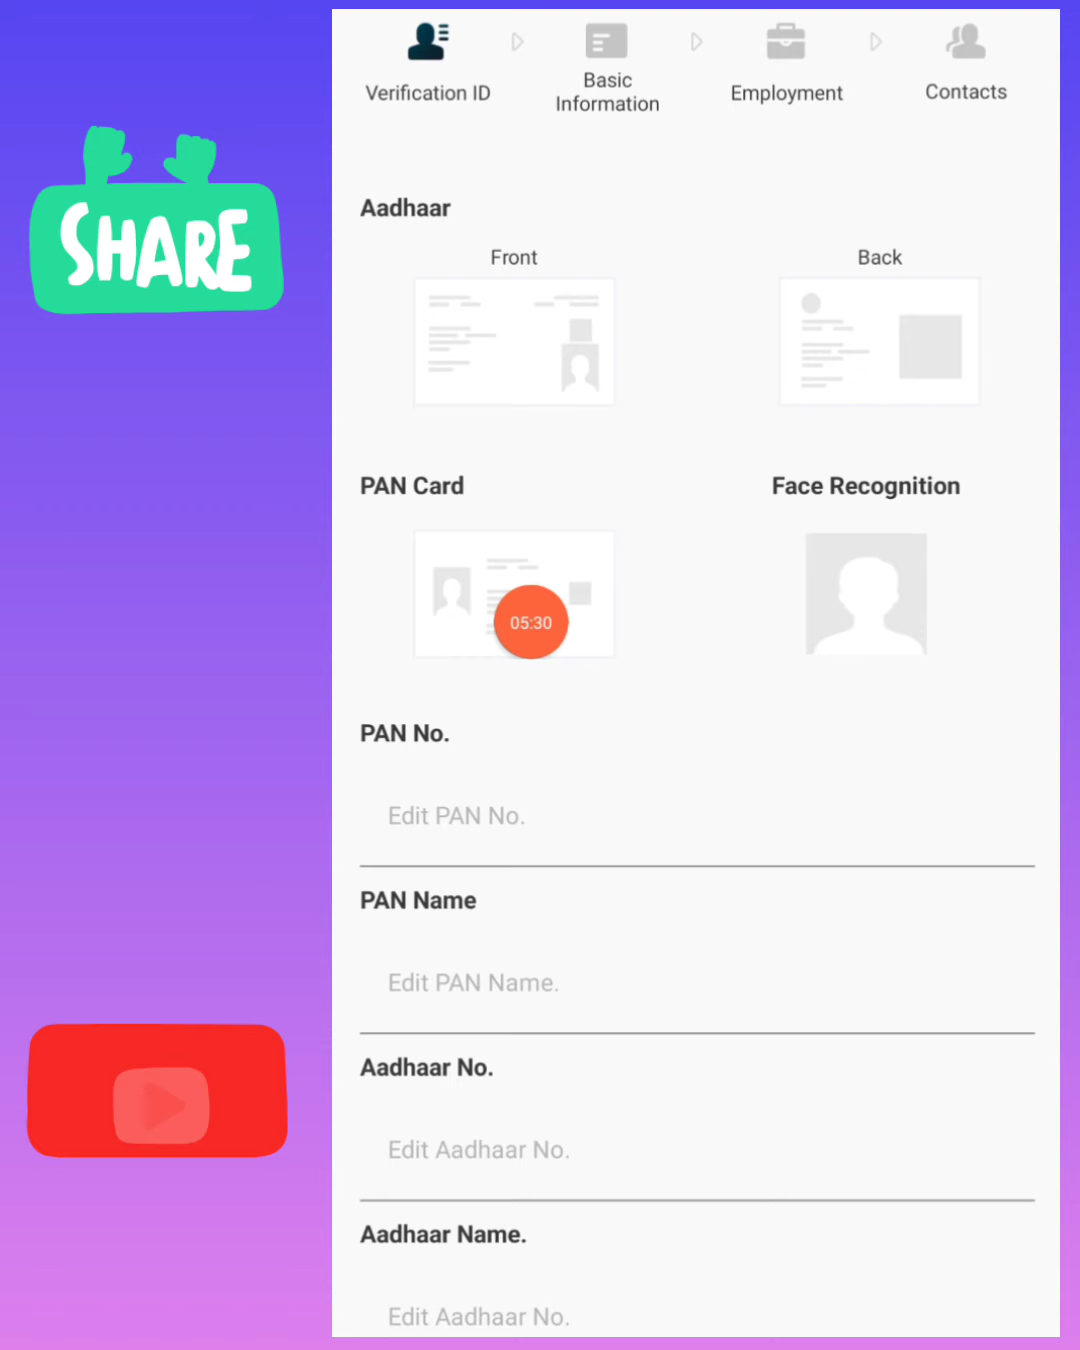 Verification ID
Basic
Information
Employment
Contacts
SHARE
Aadhaar
Front
Back
PAN Card
Face Recognition
05:30
PAN No.
Edit PAN No.
PAN Name
Edit PAN Name.
Aadhaar No.
Edit Aadhaar No.
Aadhaar Name.
Edit Aadhaar No.